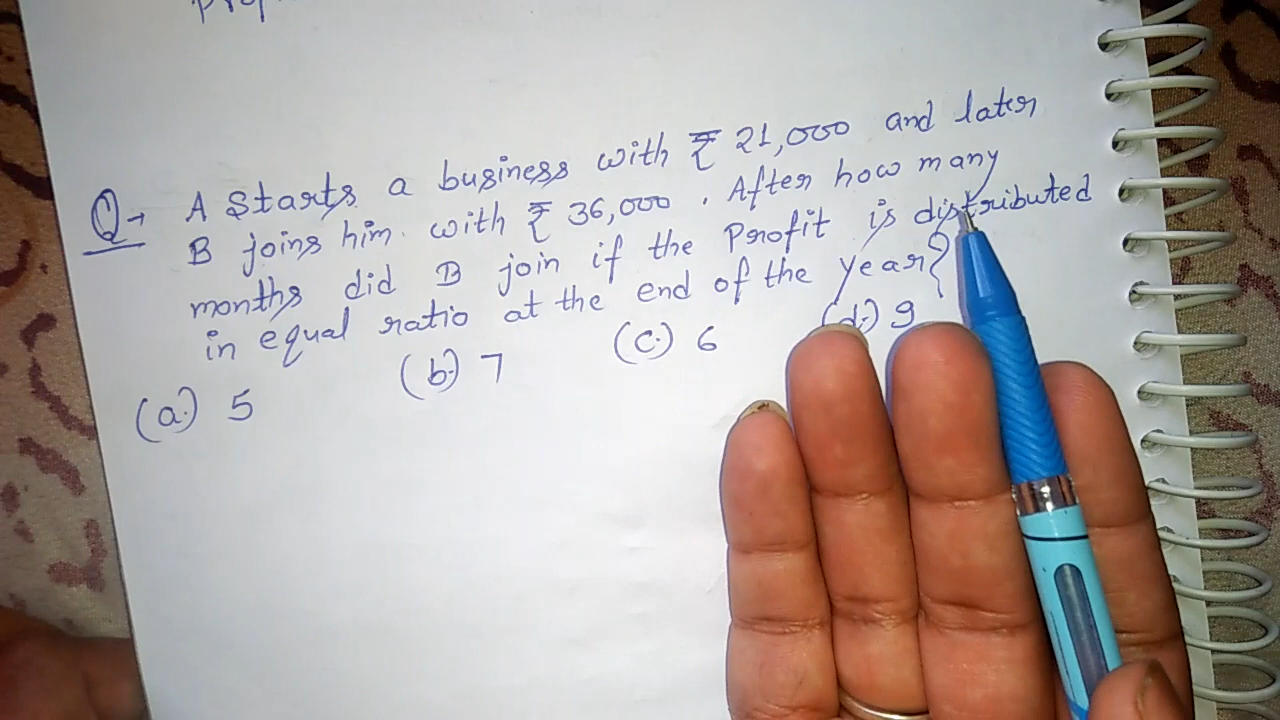 Q→ A Starts a business with ₹ 21,000 and later
B joins him with ₹ 36,000. After how many
months did B join if the Profit is distributed
in equal ratio at the end of the year?
(a.) 5 (b.) 7 (c.) 6 (d.) 9